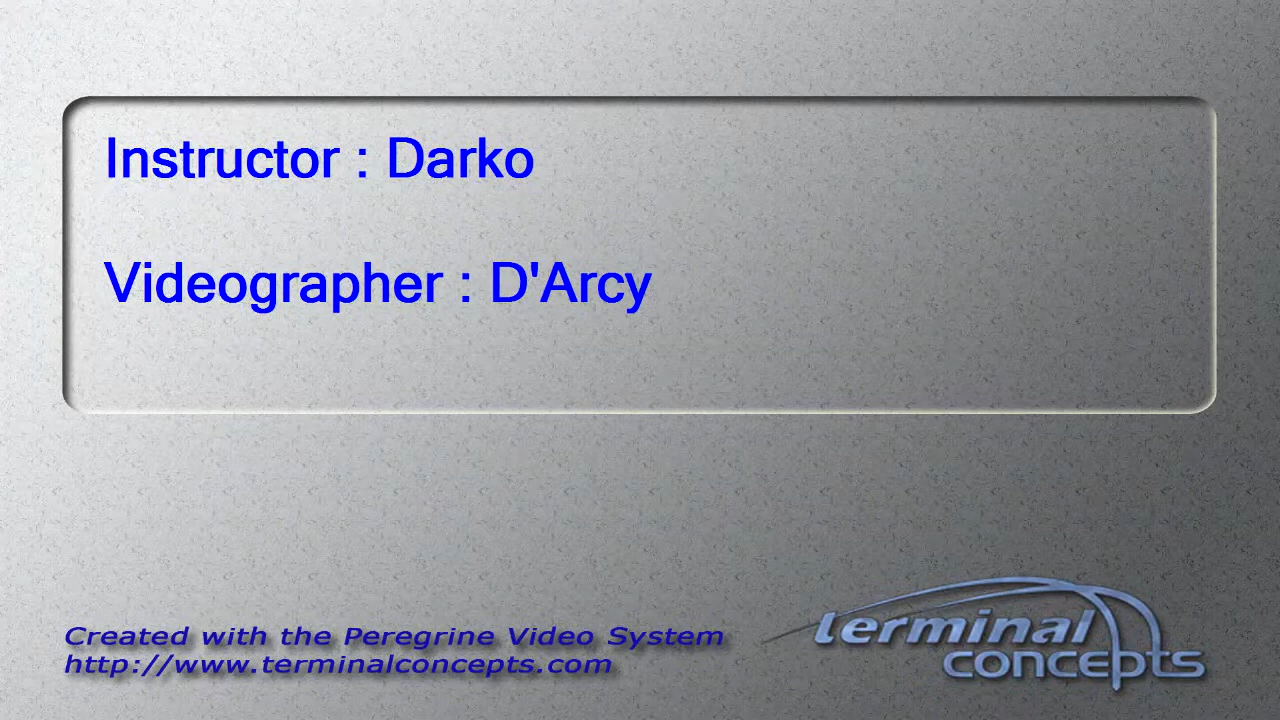 Instructor : Darko
Videographer : D'Arcy
Created with the Peregrine Video System
http://www.terminalconcepts.com
terminal
concepts